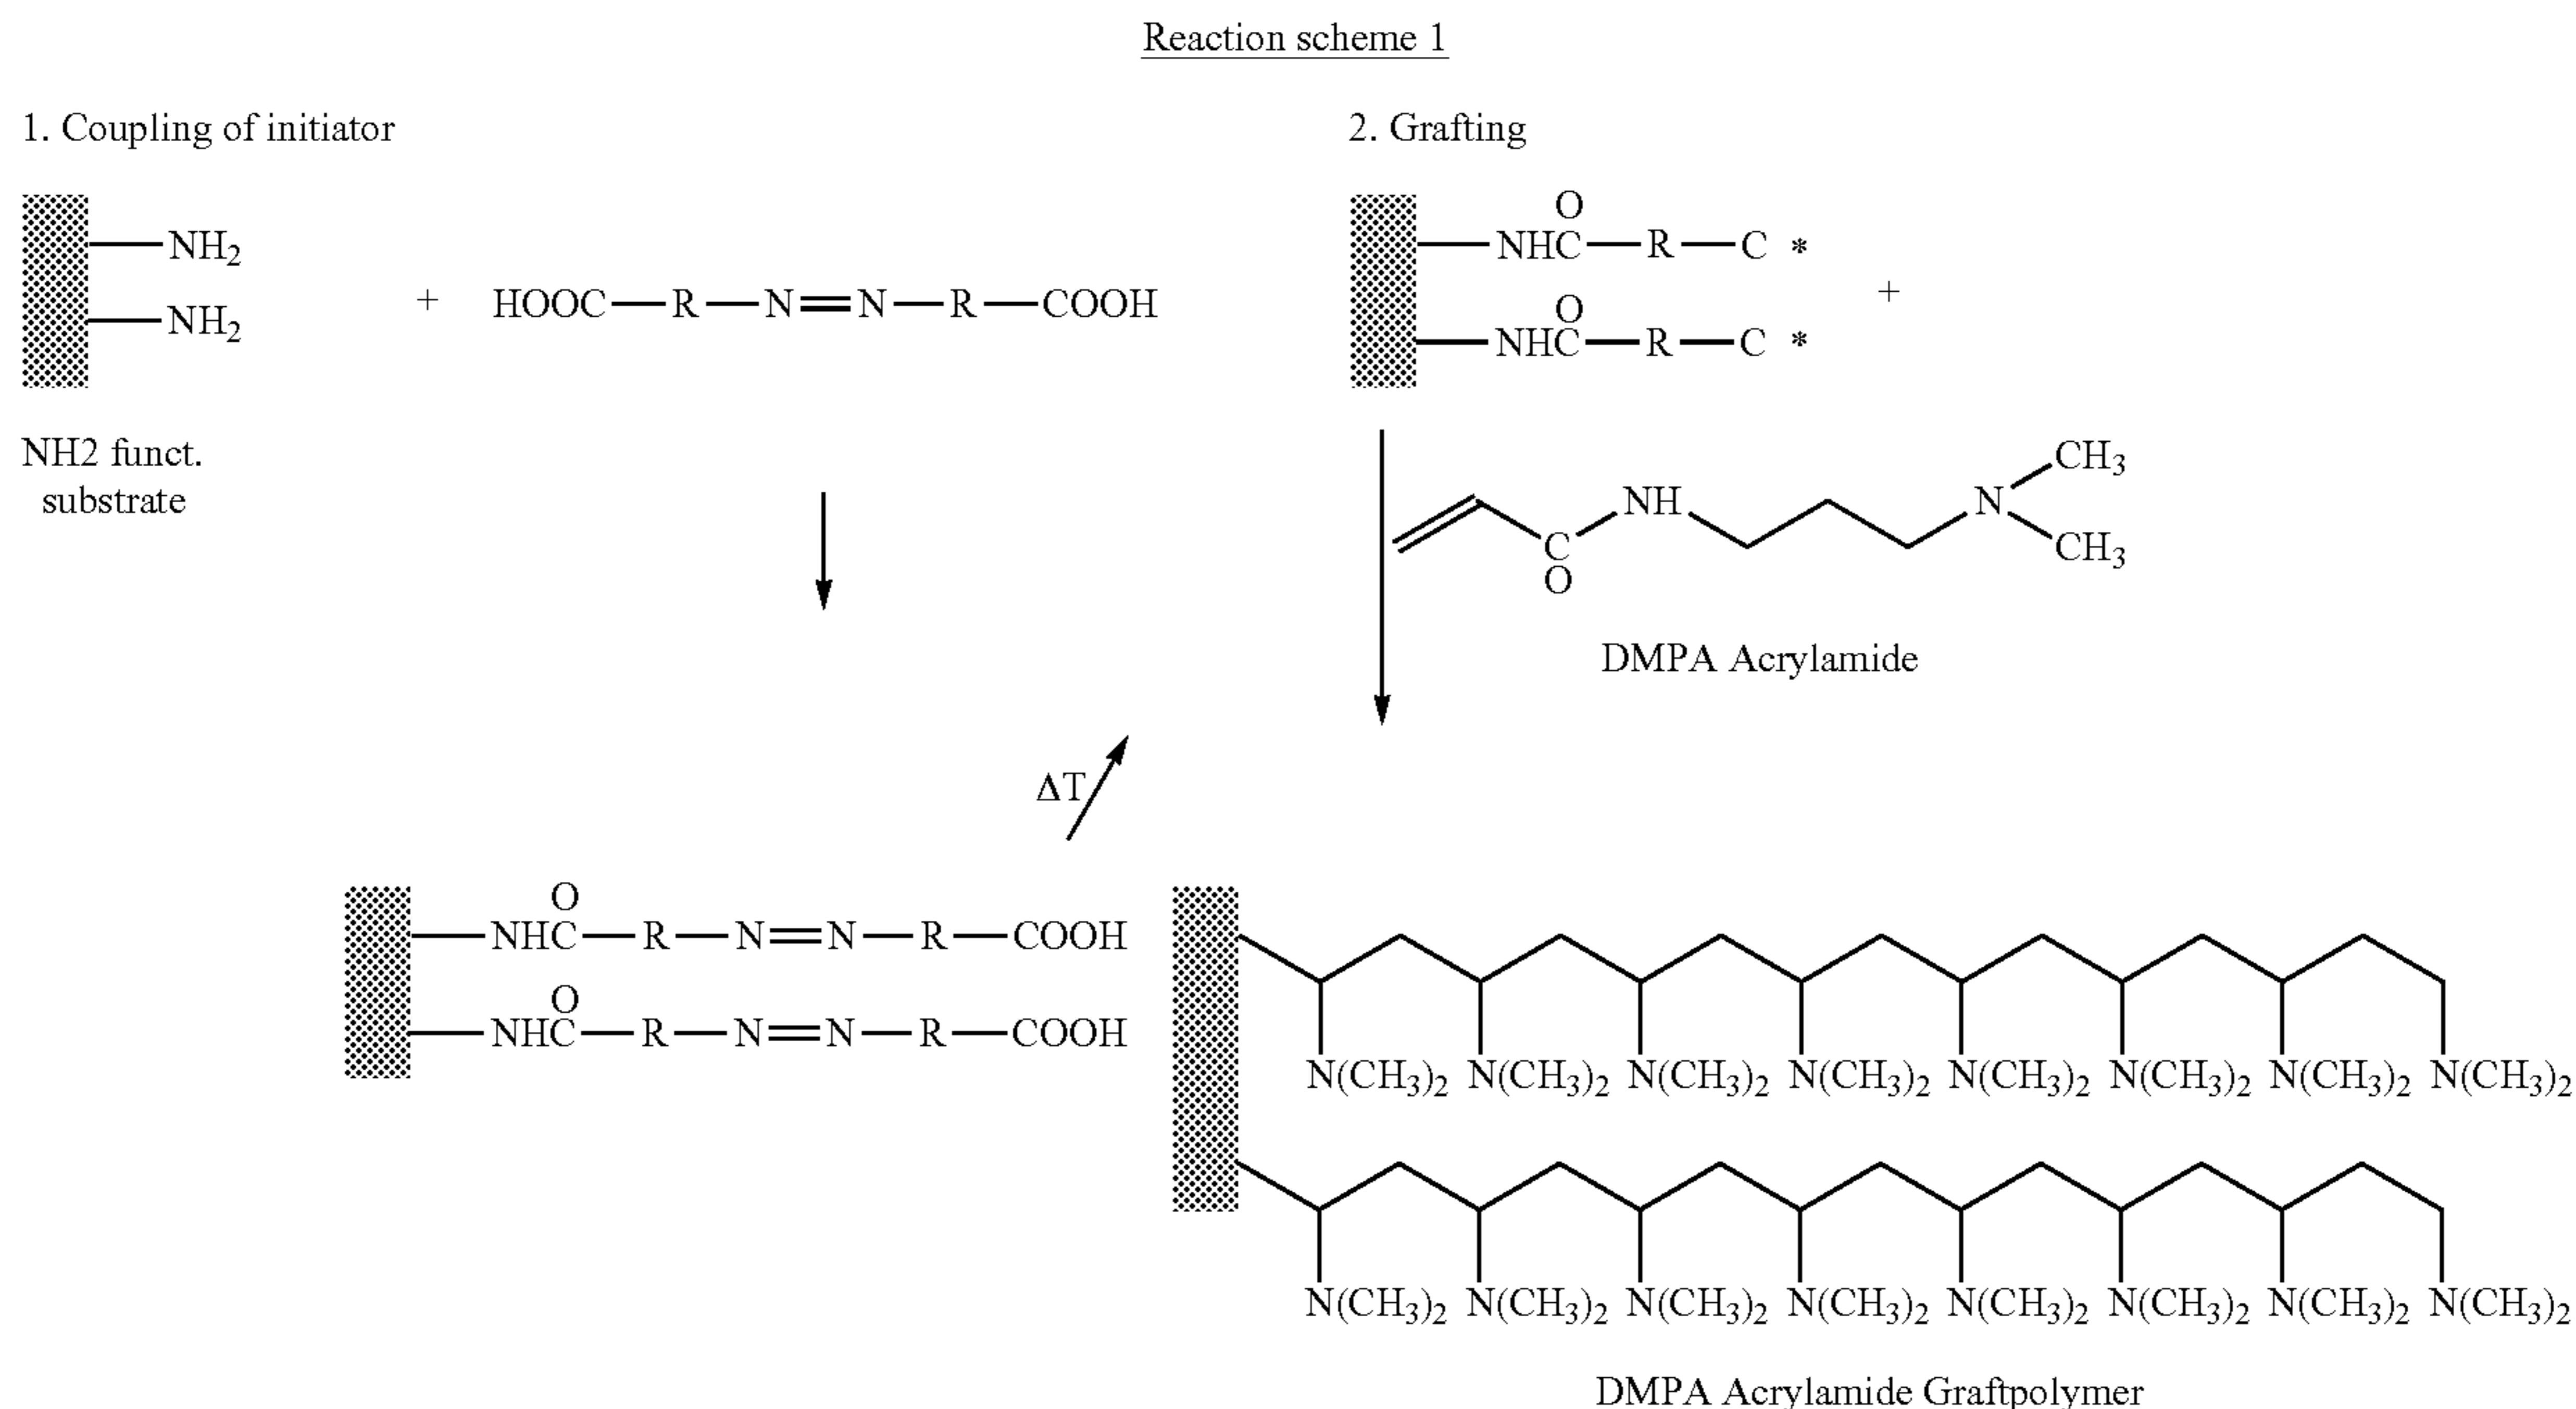 Reaction scheme 1
1. Coupling of initiator
NH2
NH2
+
HOOC—R—N=N—R—COOH
NH2 funct.
substrate
2. Grafting
O
NHC—R—C *
O
NHC—R—C *
+
NH
N
CH3
CH3
C
O
DMPA Acrylamide
ΔT
O
NHC—R—N=N—R—COOH
O
NHC—R—N=N—R—COOH
N(CH3)2 N(CH3)2 N(CH3)2 N(CH3)2 N(CH3)2 N(CH3)2 N(CH3)2 N(CH3)2
N(CH3)2 N(CH3)2 N(CH3)2 N(CH3)2 N(CH3)2 N(CH3)2 N(CH3)2 N(CH3)2
DMPA Acrylamide Graftpolymer